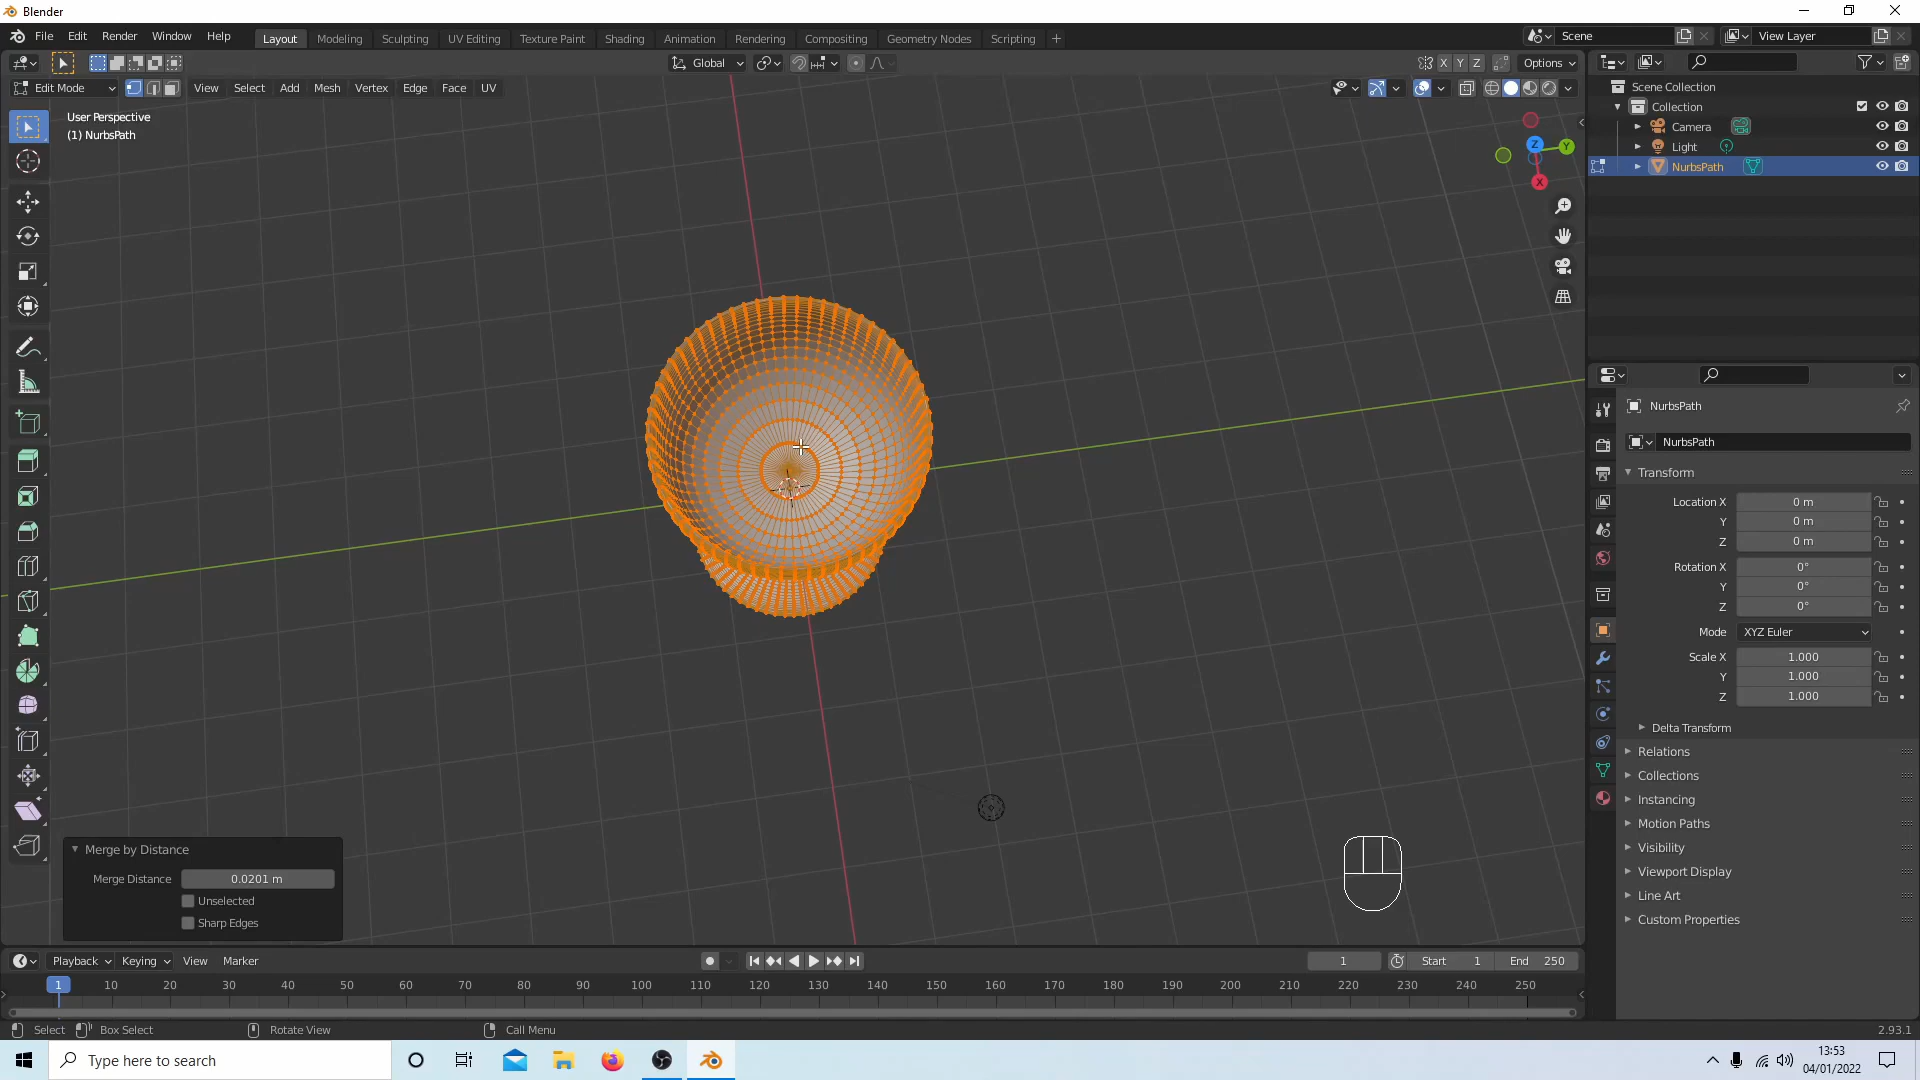 Blender
File Edit Render Window Help Layout Modeling Sculpting UV Editing Texture Paint Shading Animation Rendering Compositing Geometry Nodes Scripting + Scene View Layer
Global X Y Z Options
Edit Mode View Select Add Mesh Vertex Edge Face UV
User Perspective
(1) NurbsPath
Z Y X
Scene Collection
Collection
Camera
Light
NurbsPath
NurbsPath
NurbsPath
Transform
Location X 0 m
Y 0 m
Z 0 m
Rotation X 0°
Y 0°
Z 0°
Mode XYZ Euler
Scale X 1.000
Y 1.000
Z 1.000
Delta Transform
Relations
Collections
Instancing
Motion Paths
Visibility
Viewport Display
Line Art
Custom Properties
Merge by Distance
Merge Distance 0.0201 m
Unselected
Sharp Edges
Playback Keying View Marker 1 Start 1 End 250
1 10 20 30 40 50 60 70 80 90 100 110 120 130 140 150 160 170 180 190 200 210 220 230 240 250
Select Box Select Rotate View Call Menu 2.93.1
Type here to search
13:53
04/01/2022